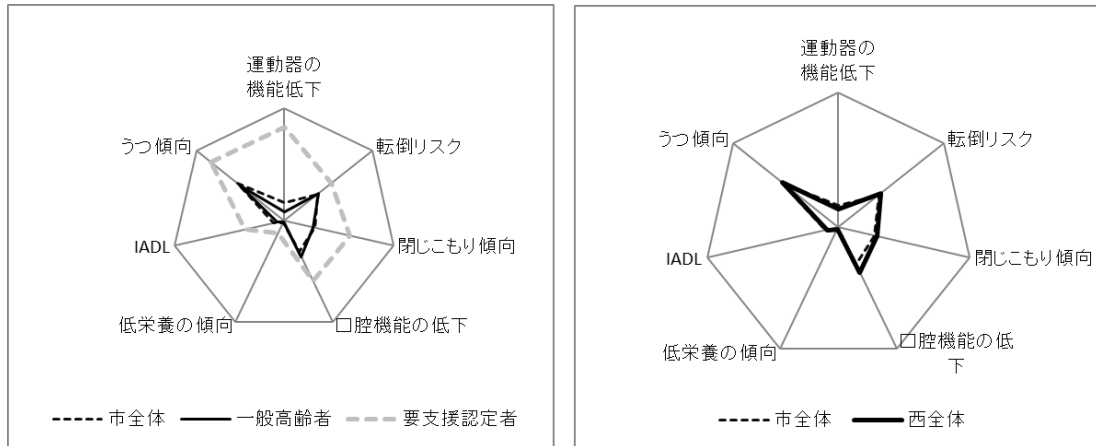 運動器の
機能低下
転倒リスク
閉じこもり傾向
口腔機能の低下
低栄養の傾向
IADL
うつ傾向
市全体
一般高齢者
要支援認定者
運動器の
機能低下
転倒リスク
閉じこもり傾向
口腔機能の低
下
低栄養の傾向
IADL
うつ傾向
市全体
西全体